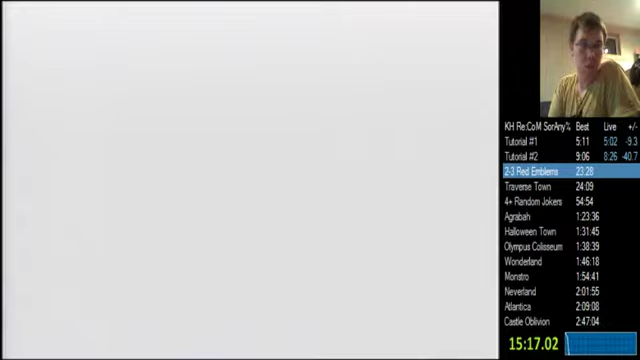 KH Re:CoM SorAny% Best Live +/-
Tutorial #1 5:11 5:02 -9.3
Tutorial #2 9:06 8:26 -40.7
2-3 Red Emblems 23:28
Traverse Town 24:09
4+ Random Jokers 54:54
Agrabah 1:23:36
Halloween Town 1:31:45
Olympus Coliseum 1:38:39
Wonderland 1:46:18
Monstro 1:54:41
Neverland 2:01:55
Atlantica 2:09:08
Castle Oblivion 2:47:04
15:17.02